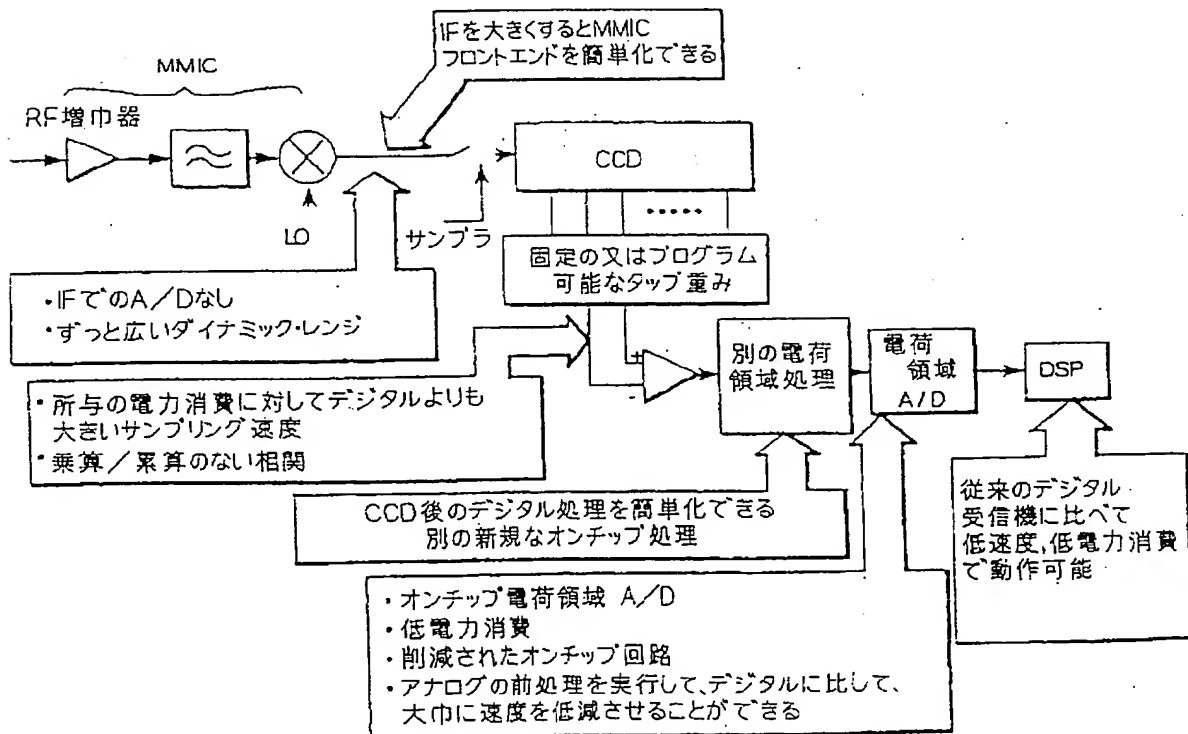 IFを大きくするとMMIC
フロントエンドを簡単化できる
MMIC
RF増巾器
CCD
LO
サンプラ
固定の又はプログラム
可能なタップ重み
・IFでのA/Dなし
・ずっと広いダイナミック・レンジ
+
-
別の電荷
領域処理
電荷
領域
A/D
DSP
・所与の電力消費に対してデジタルよりも
大きいサンプリング速度
・乗算/累算のない相関
CCD後のデジタル処理を簡単化できる
別の新規なオンチップ処理
従来のデジタル
受信機に比べて
低速度,低電力消費
で動作可能
・オンチップ電荷領域 A/D
・低電力消費
・削減されたオンチップ回路
・アナログの前処理を実行して、デジタルに比して、
大巾に速度を低減させることができる